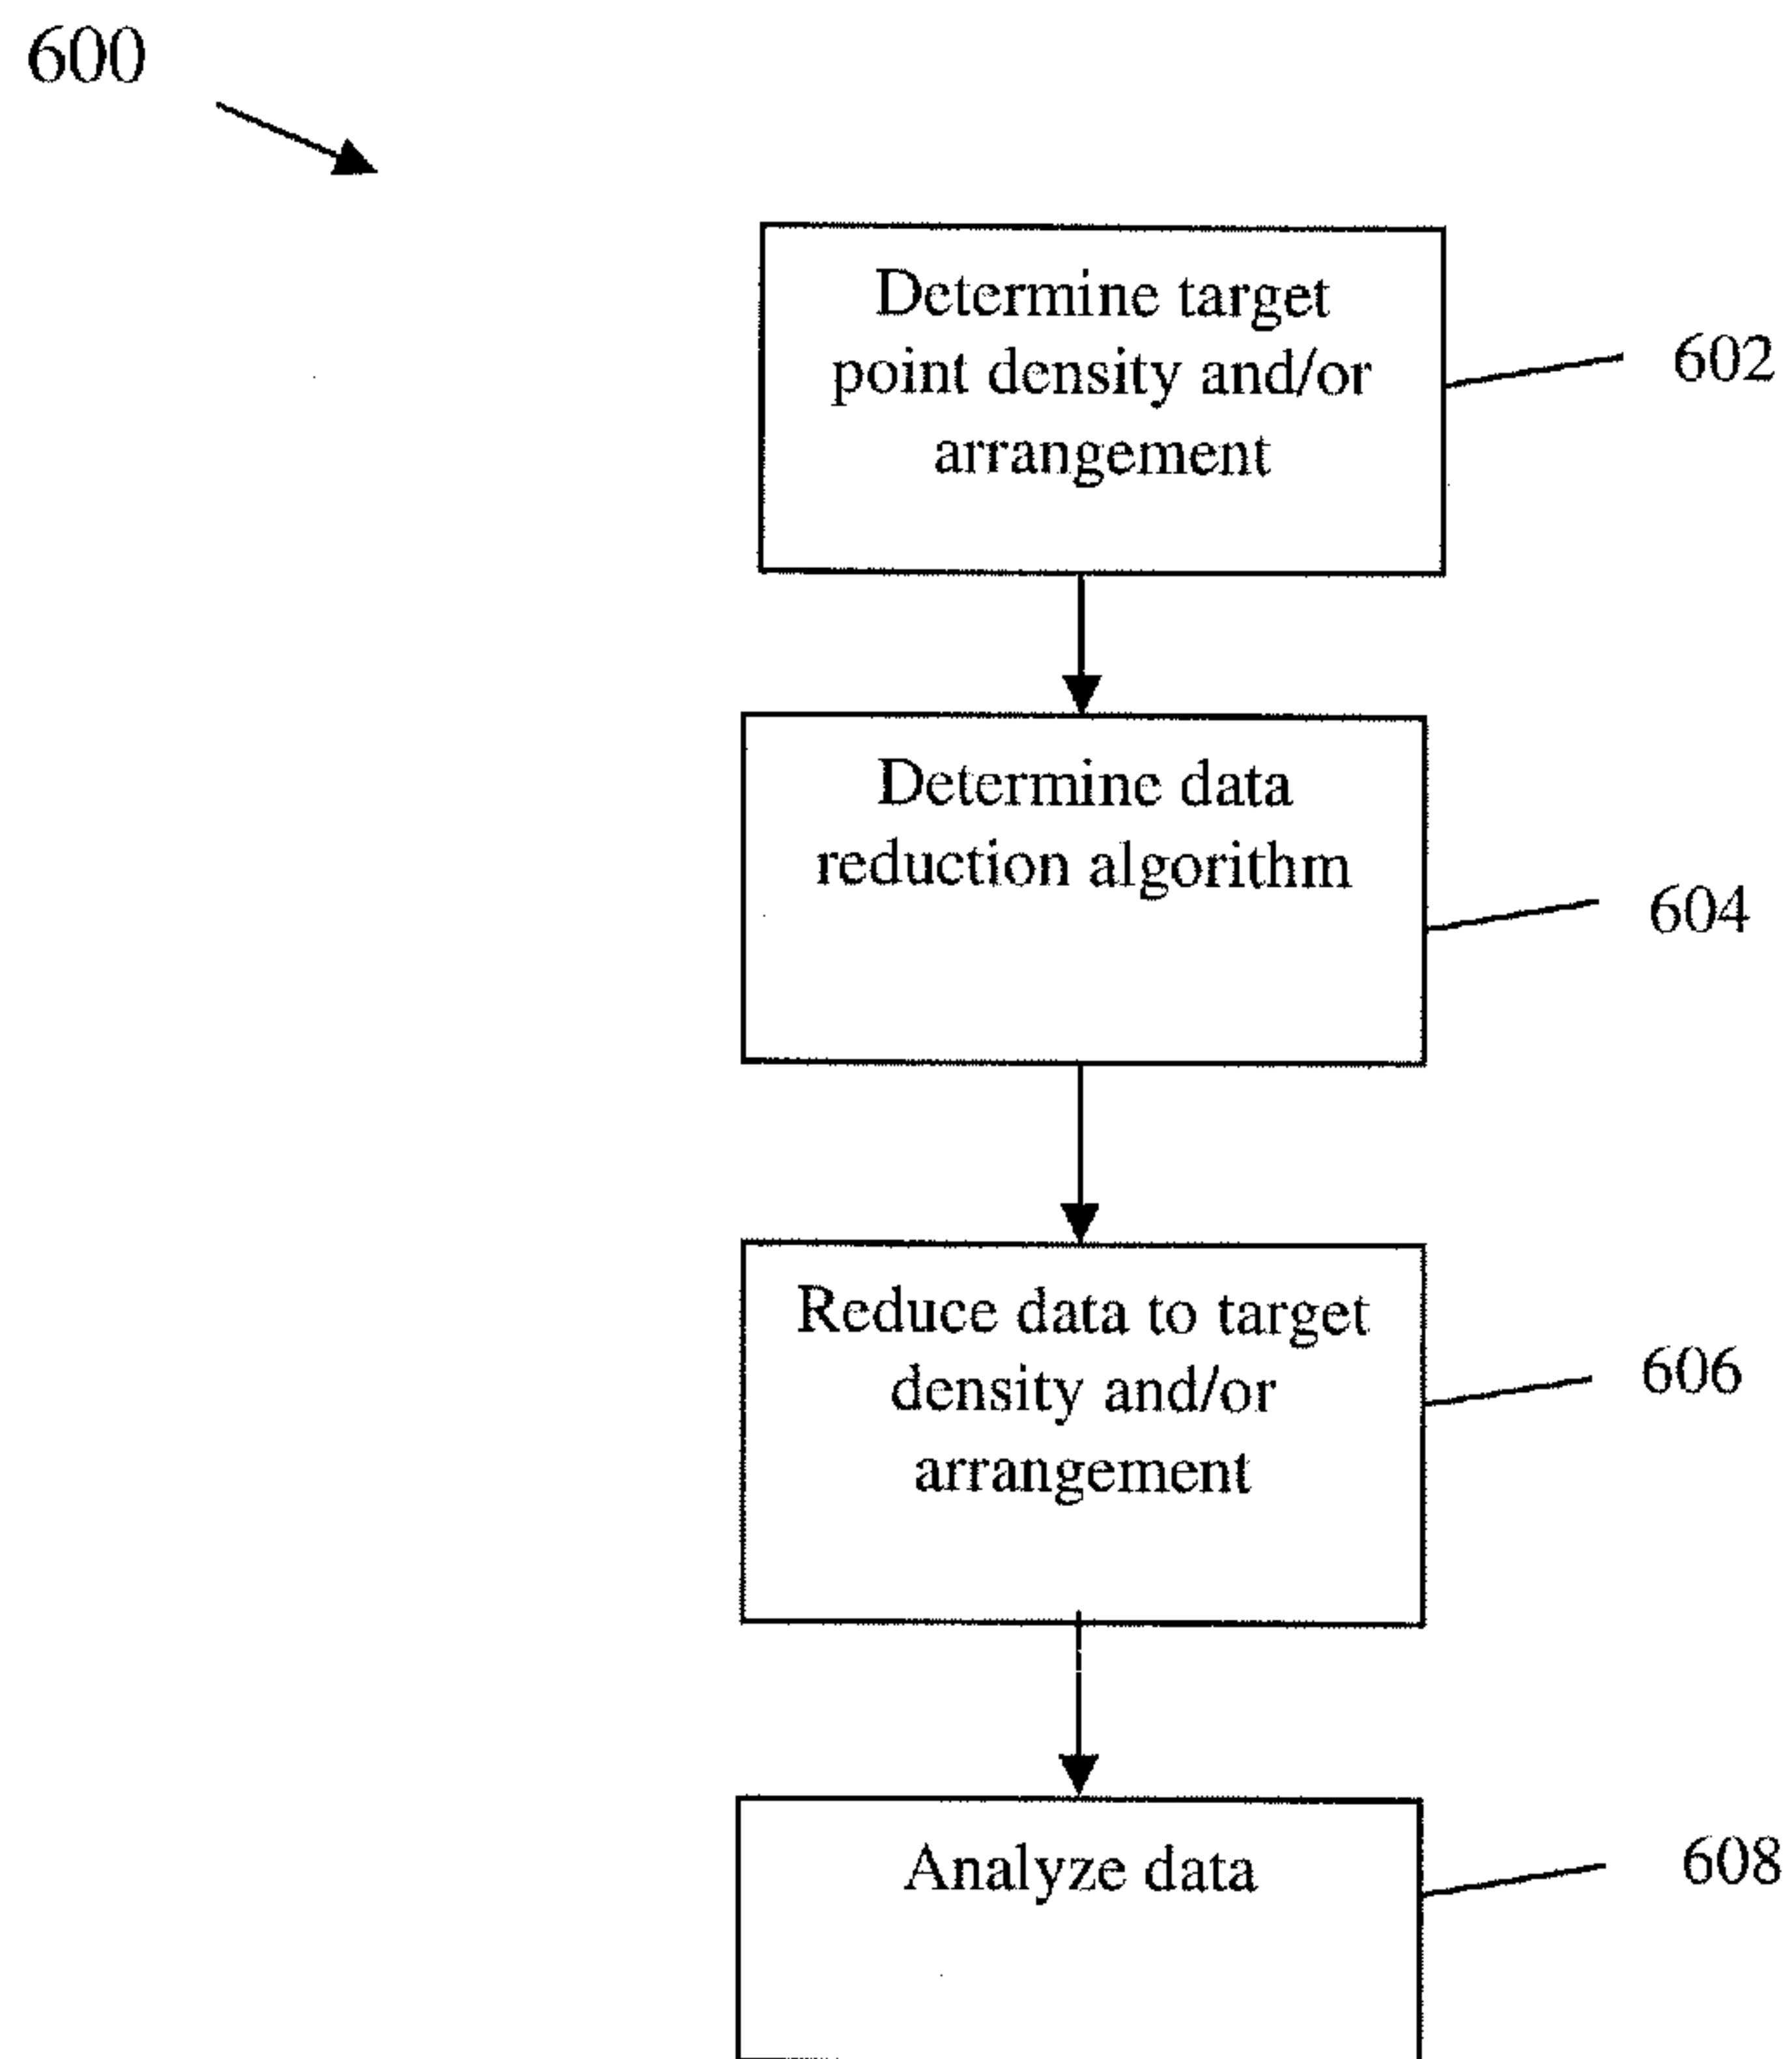 600
Determine target
point density and/or
arrangement
602
Determine data
reduction algorithm
604
Reduce data to target
density and/or
arrangement
606
Analyze data
608